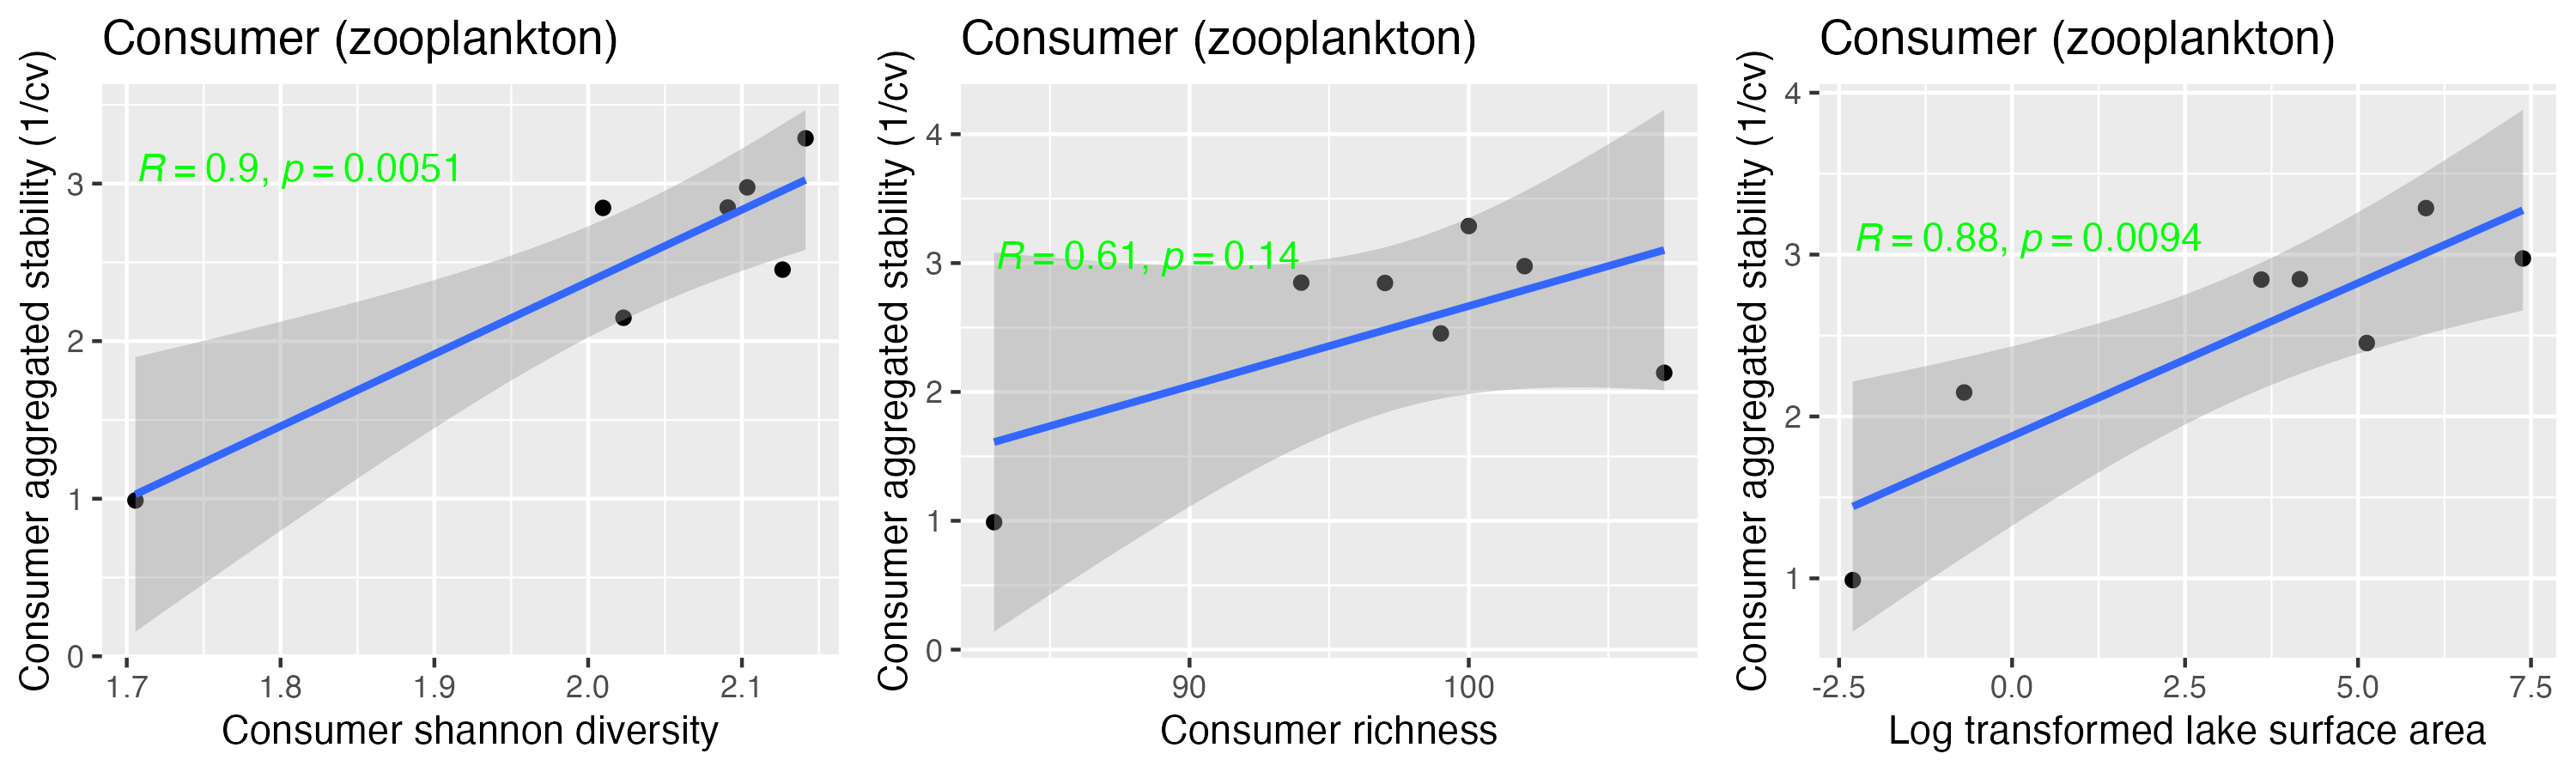 Consumer (zooplankton)
Consumer aggregated stability (1/cv)
R = 0.9, p = 0.0051
3
2
1
0
1.7 1.8 1.9 2.0 2.1
Consumer shannon diversity
Consumer (zooplankton)
Consumer aggregated stability (1/cv)
4
R = 0.61, p = 0.14
3
2
1
0
90 100
Consumer richness
Consumer (zooplankton)
Consumer aggregated stability (1/cv)
4
R = 0.88, p = 0.0094
3
2
1
-2.5 0.0 2.5 5.0 7.5
Log transformed lake surface area